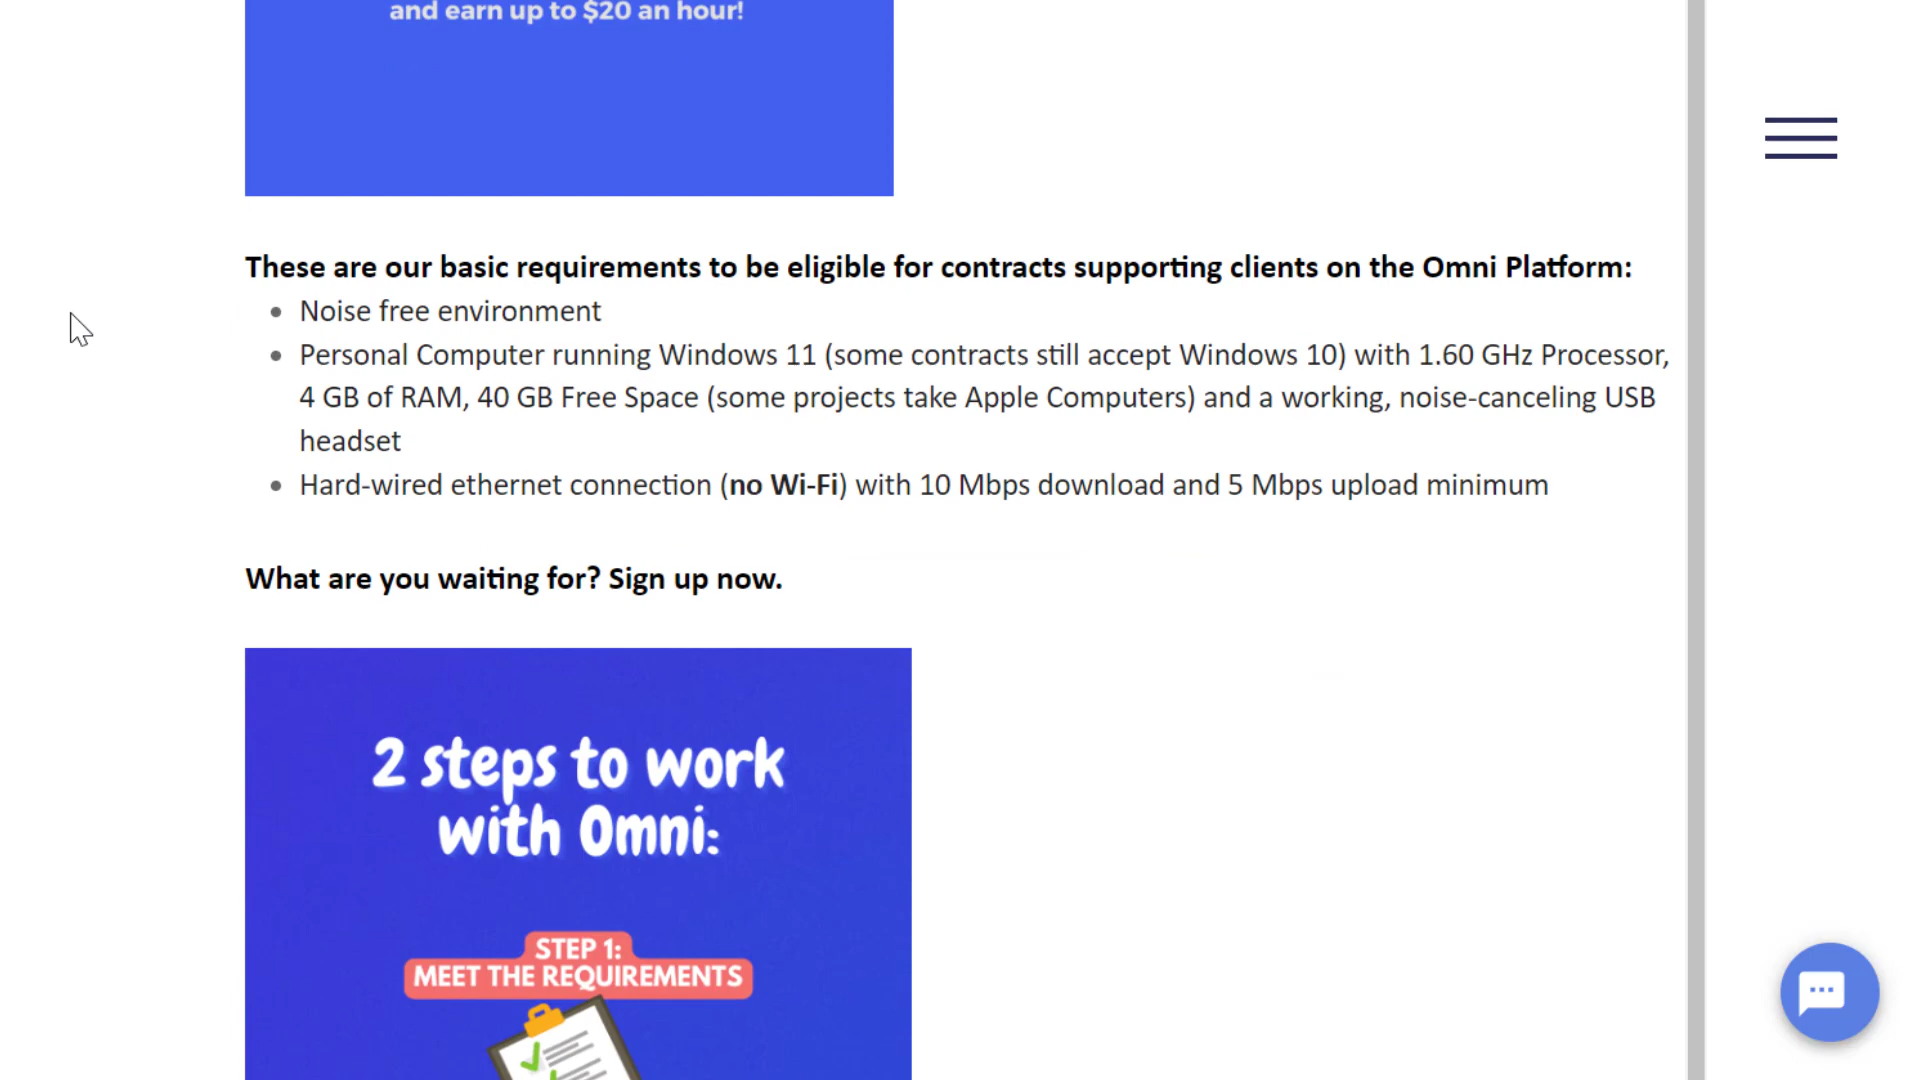 and earn up to $20 an hour!
These are our basic requirements to be eligible for contracts supporting clients on the Omni Platform:
Noise free environment
Personal Computer running Windows 11 (some contracts still accept Windows 10) with 1.60 GHz Processor,
4 GB of RAM, 40 GB Free Space (some projects take Apple Computers) and a working, noise-canceling USB
headset
Hard-wired ethernet connection (no Wi-Fi) with 10 Mbps download and 5 Mbps upload minimum
What are you waiting for? Sign up now.
2 steps to work
with Omni:
STEP 1:
MEET THE REQUIREMENTS